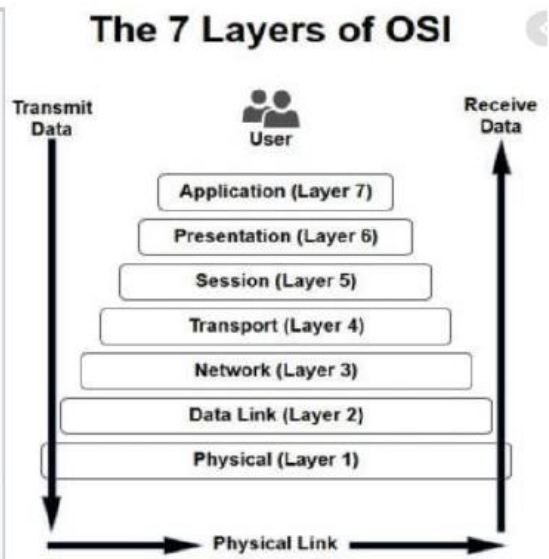 The 7 Layers of OSI
Transmit
Data
User
Receive
Data
Application (Layer 7)
Presentation (Layer 6)
Session (Layer 5)
Transport (Layer 4)
Network (Layer 3)
Data Link (Layer 2)
Physical (Layer 1)
Physical Link